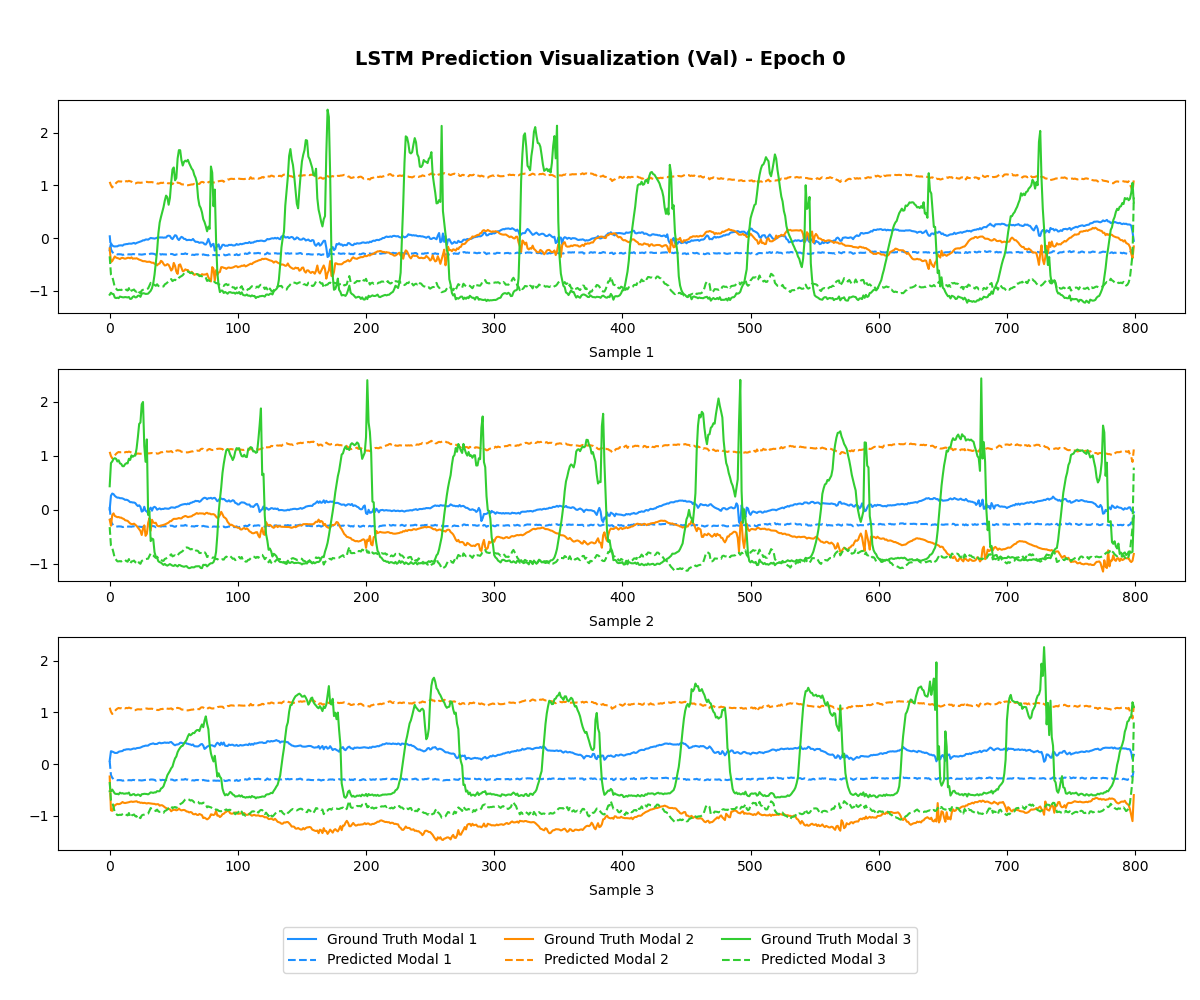 LSTM Prediction Visualization (Val) - Epoch 0
2
1
0
−1
0 100 200 300 400 500 600 700 800
Sample 1
2
1
0
−1
0 100 200 300 400 500 600 700 800
Sample 2
2
1
0
−1
0 100 200 300 400 500 600 700 800
Sample 3
Ground Truth Modal 1 Ground Truth Modal 2 Ground Truth Modal 3
Predicted Modal 1 Predicted Modal 2 Predicted Modal 3